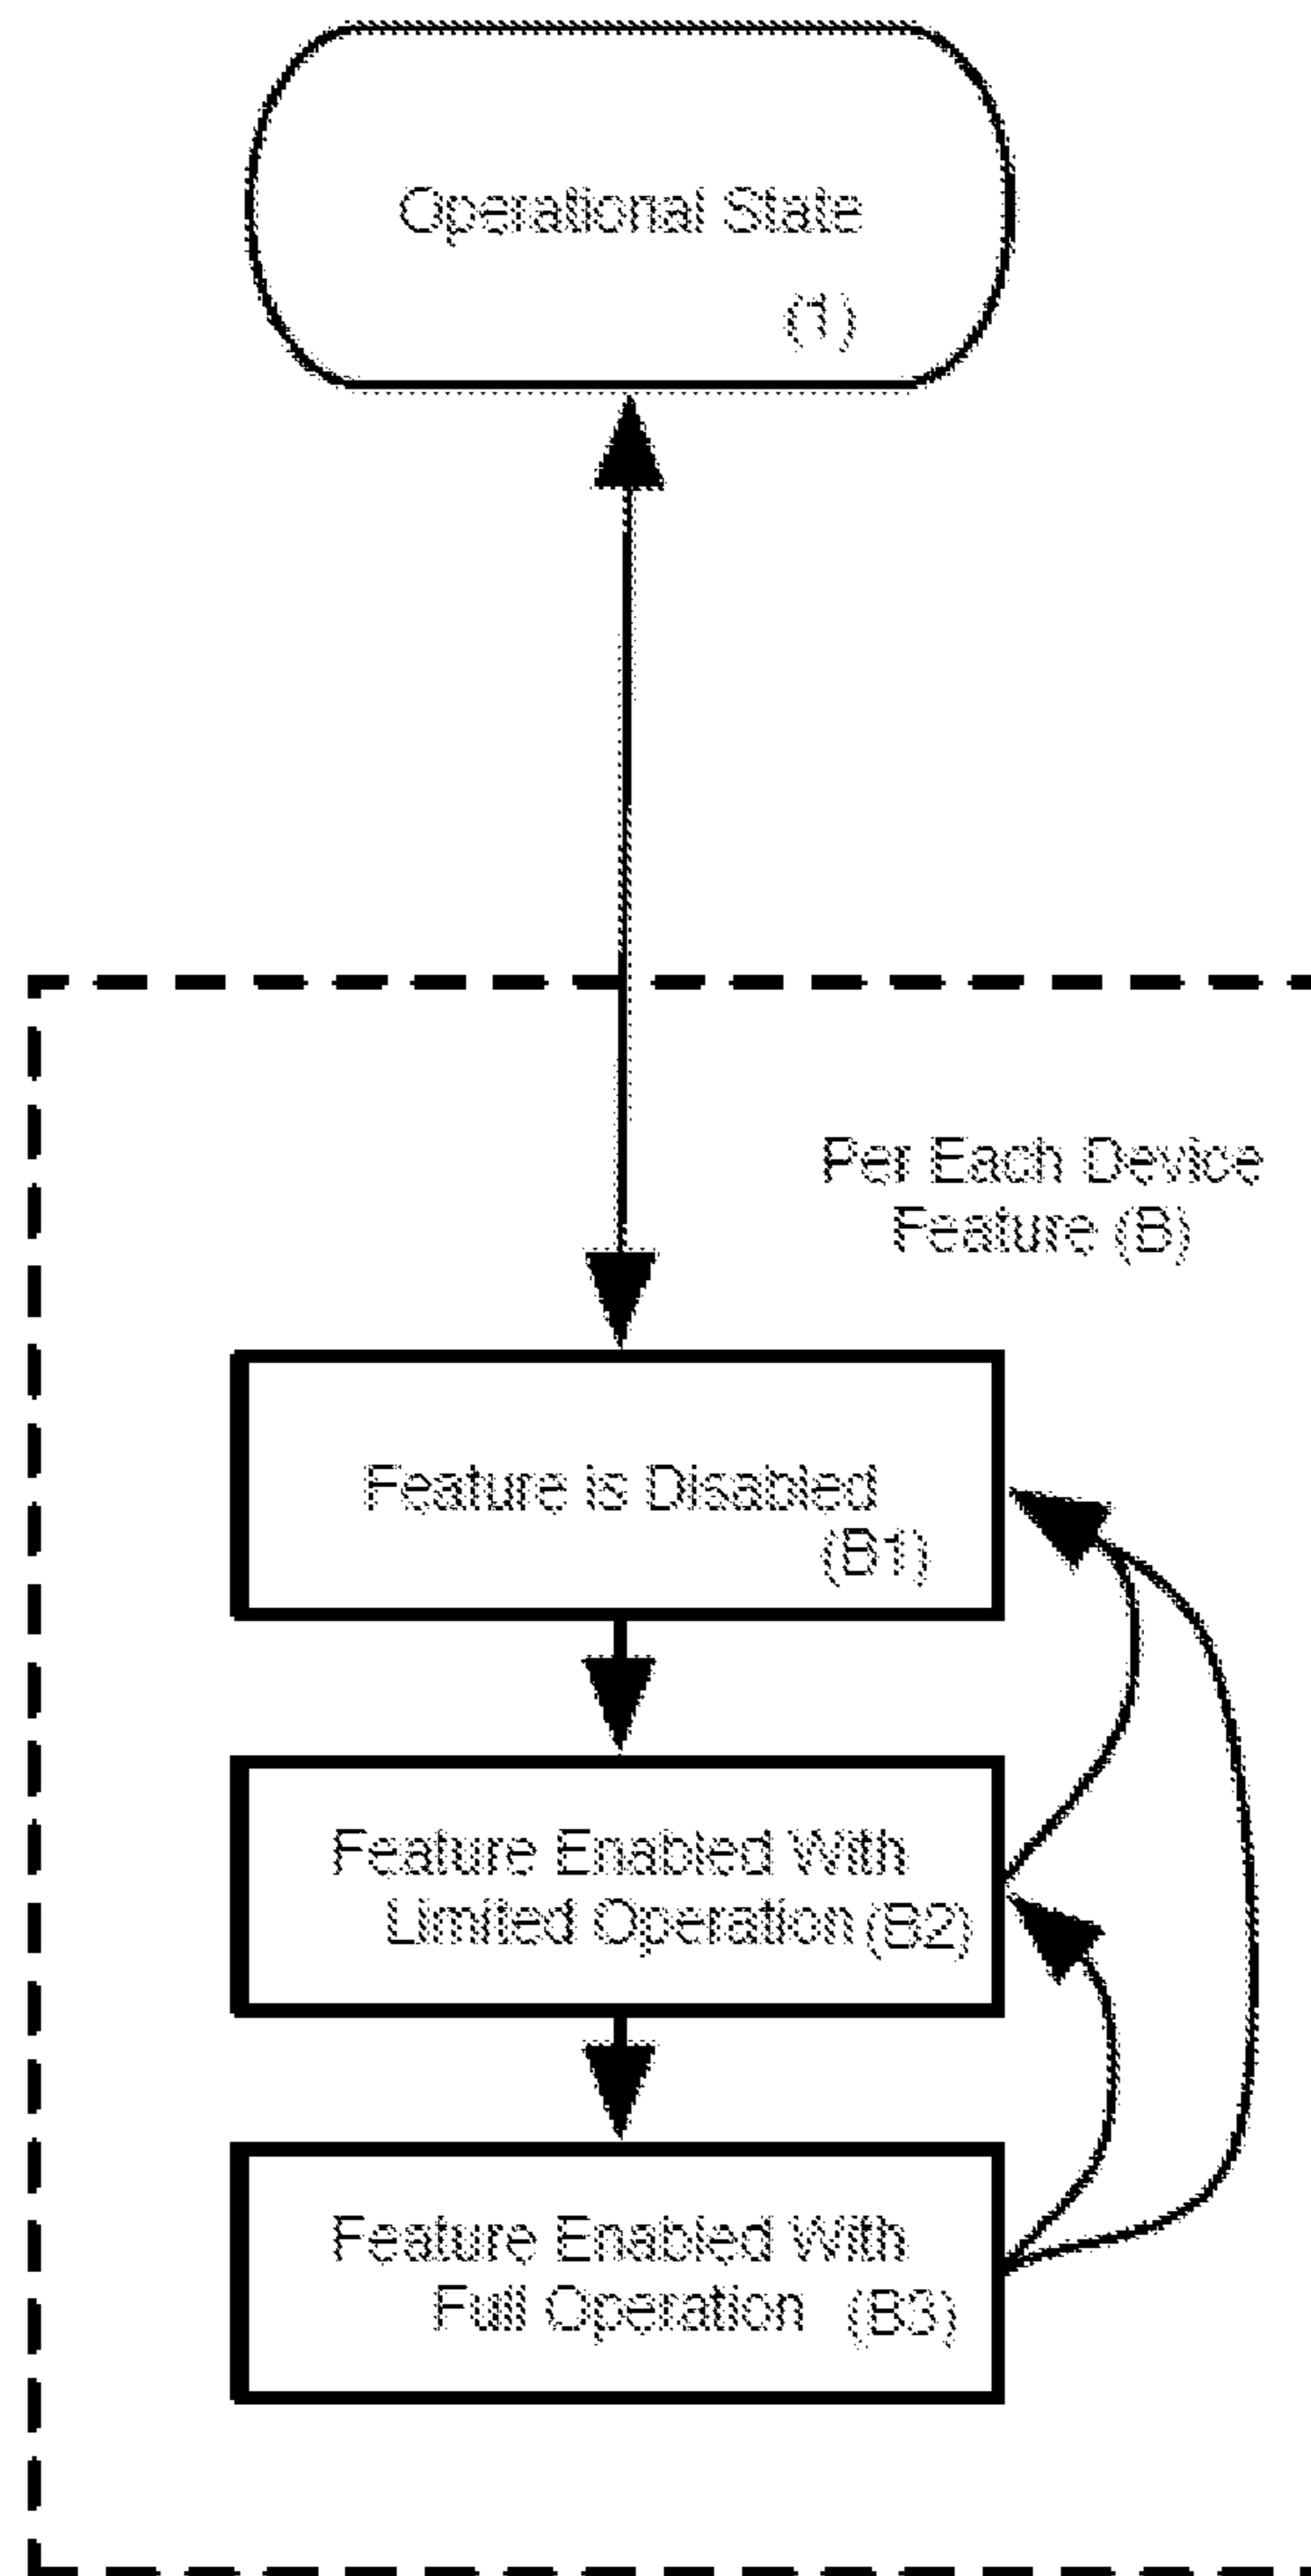 Operational State
(1)
Per Each Device
Feature (B)
Feature is Disabled
(B1)
Feature Enabled With
Limited Operation (B2)
Feature Enabled With
Full Operation (B3)